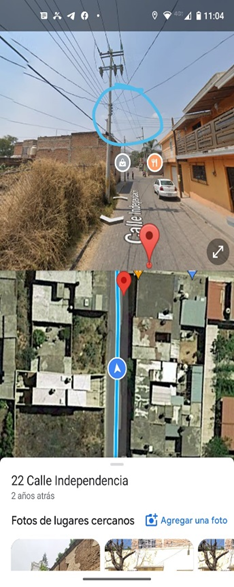 11:04
Calle Independencia
22 Calle Independencia
2 años atrás
Fotos de lugares cercanos
Agregar una foto